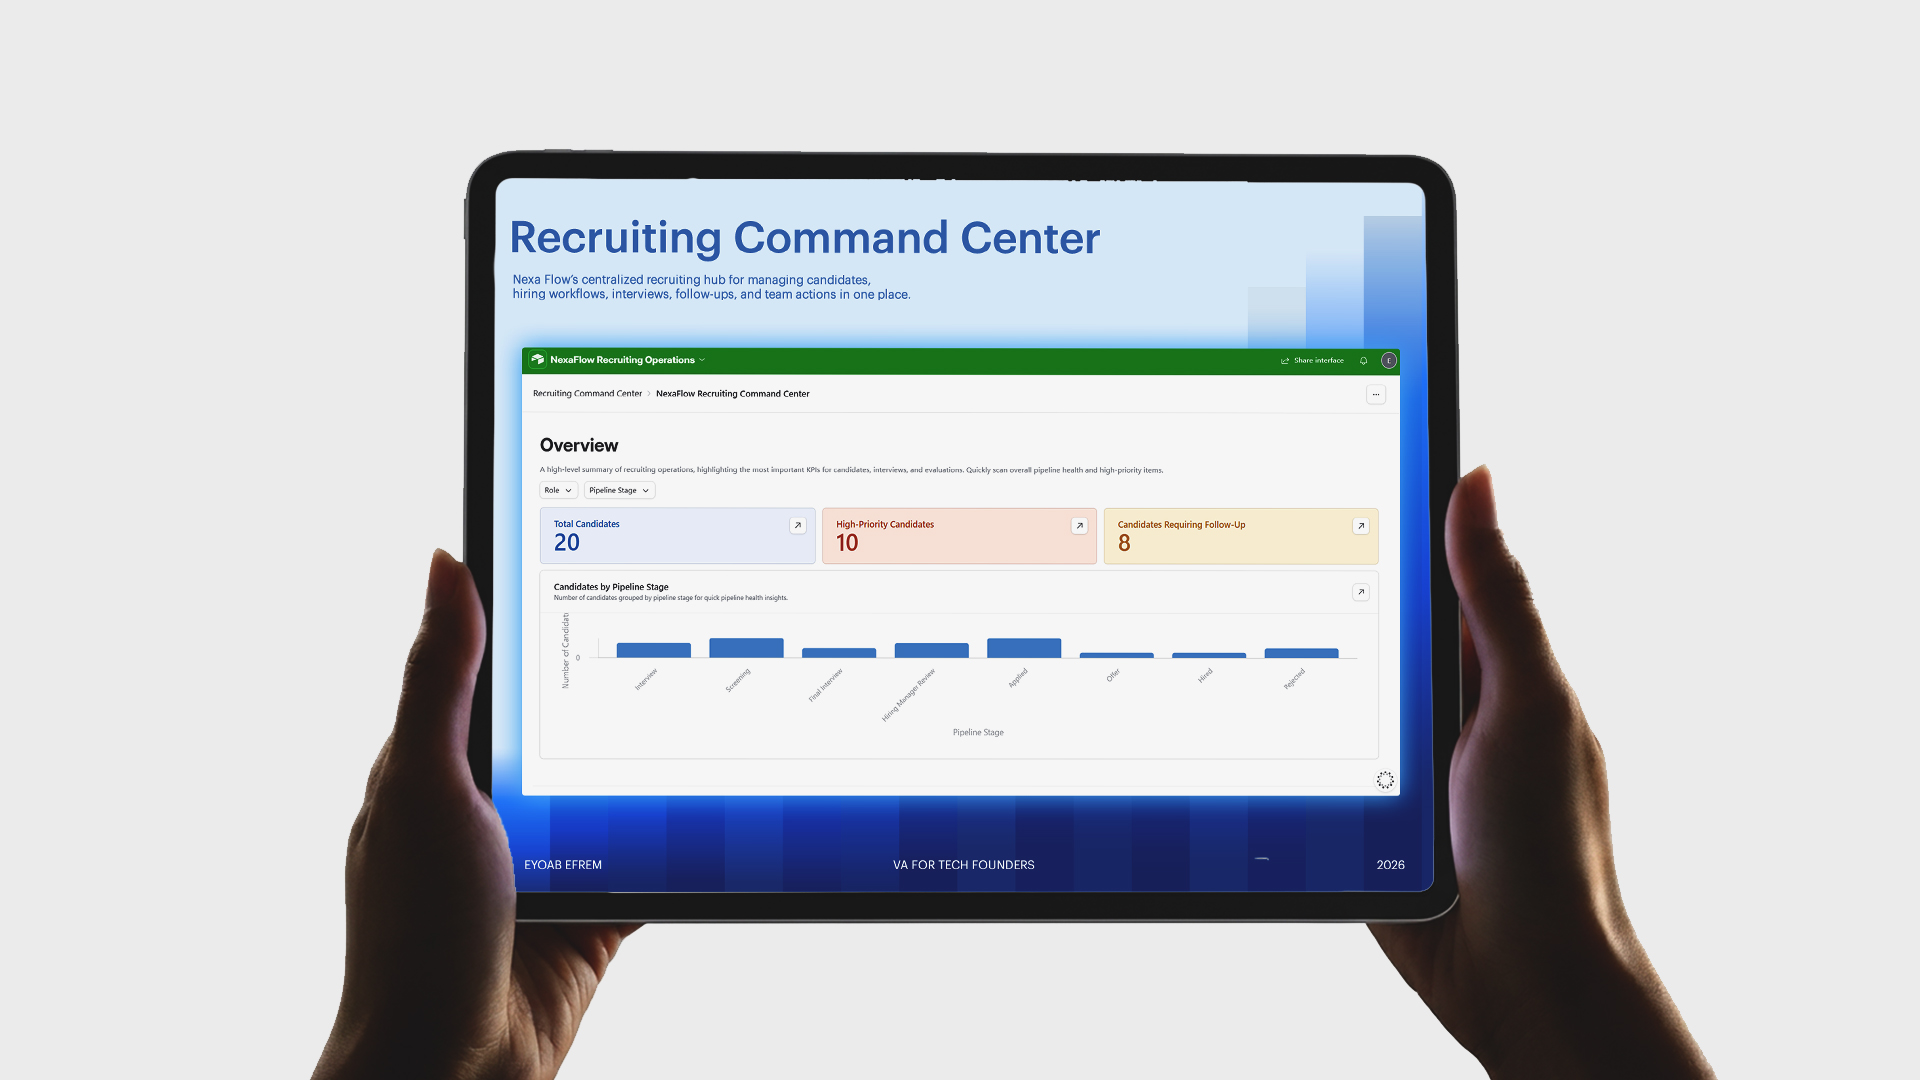 Recruiting Command Center
Nexa Flow's centralized recruiting hub for managing candidates,
hiring workflows, interviews, follow-ups, and team actions in one place.
NexaFlow Recruiting Operations
Share interface
E
Recruiting Command Center > NexaFlow Recruiting Command Center
Overview
A high-level summary of recruiting operations, highlighting the most important KPIs for candidates, interviews, and evaluations. Quickly scan overall pipeline health and high-priority items.
Role
Pipeline Stage
Total Candidates
20
High-Priority Candidates
10
Candidates Requiring Follow-Up
8
Candidates by Pipeline Stage
Number of candidates grouped by pipeline stage for quick pipeline health insights.
Number of Candidat
0
Interview
Screening
Final Interview
Hiring Manager Review
Applied
Offer
Hired
Rejected
Pipeline Stage
EYOAB EFREM
VA FOR TECH FOUNDERS
2026